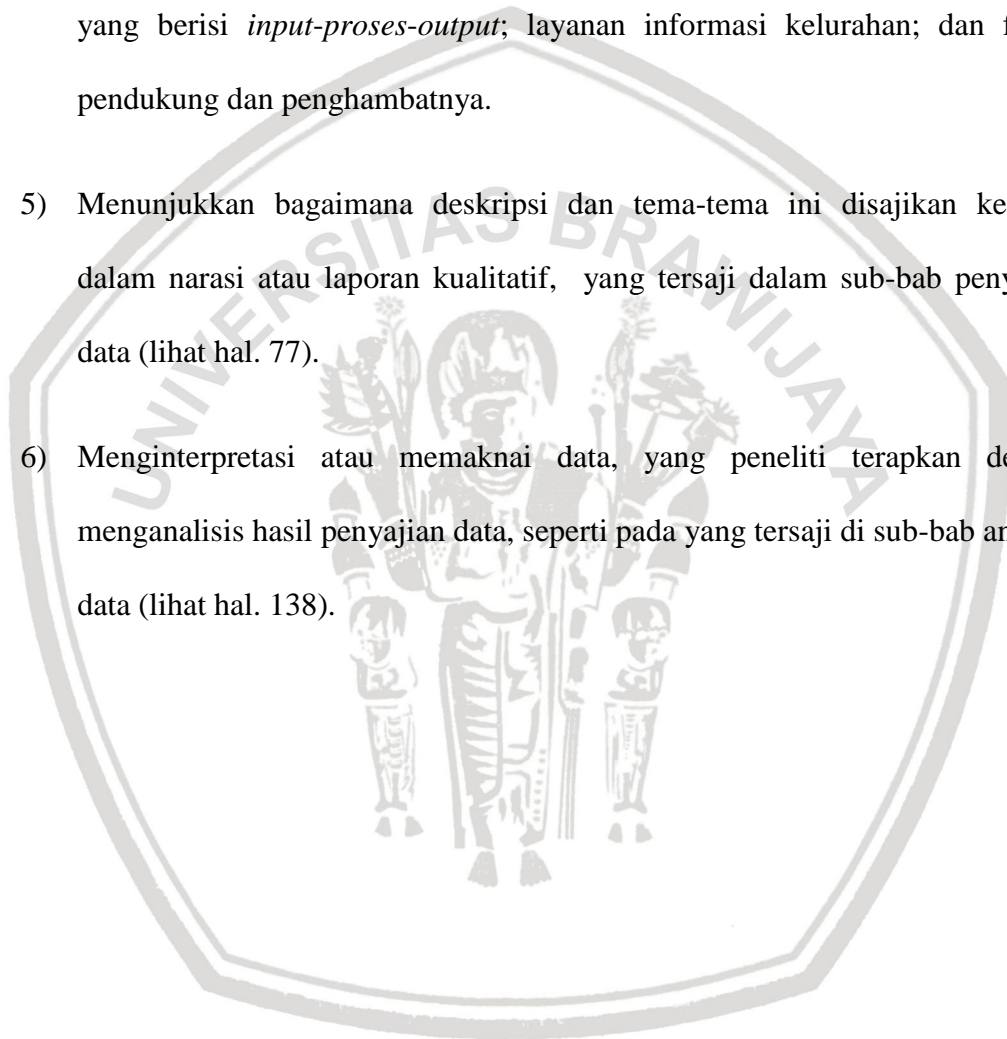 yang berisi input-proses-output; layanan informasi kelurahan; dan
pendukung dan penghambatnya.
5) Menunjukkan bagaimana deskripsi dan tema-tema ini disajikan
dalam narasi atau laporan kualitatif, yang tersaji dalam sub-bab
data (lihat hal. 77).
6) Menginterpretasi atau memaknai data, yang peneliti terapkan
menganalisis hasil penyajian data, seperti pada yang tersaji di sub-bab
data (lihat hal. 138).
UNIVERSITAS BRAWIJAYA